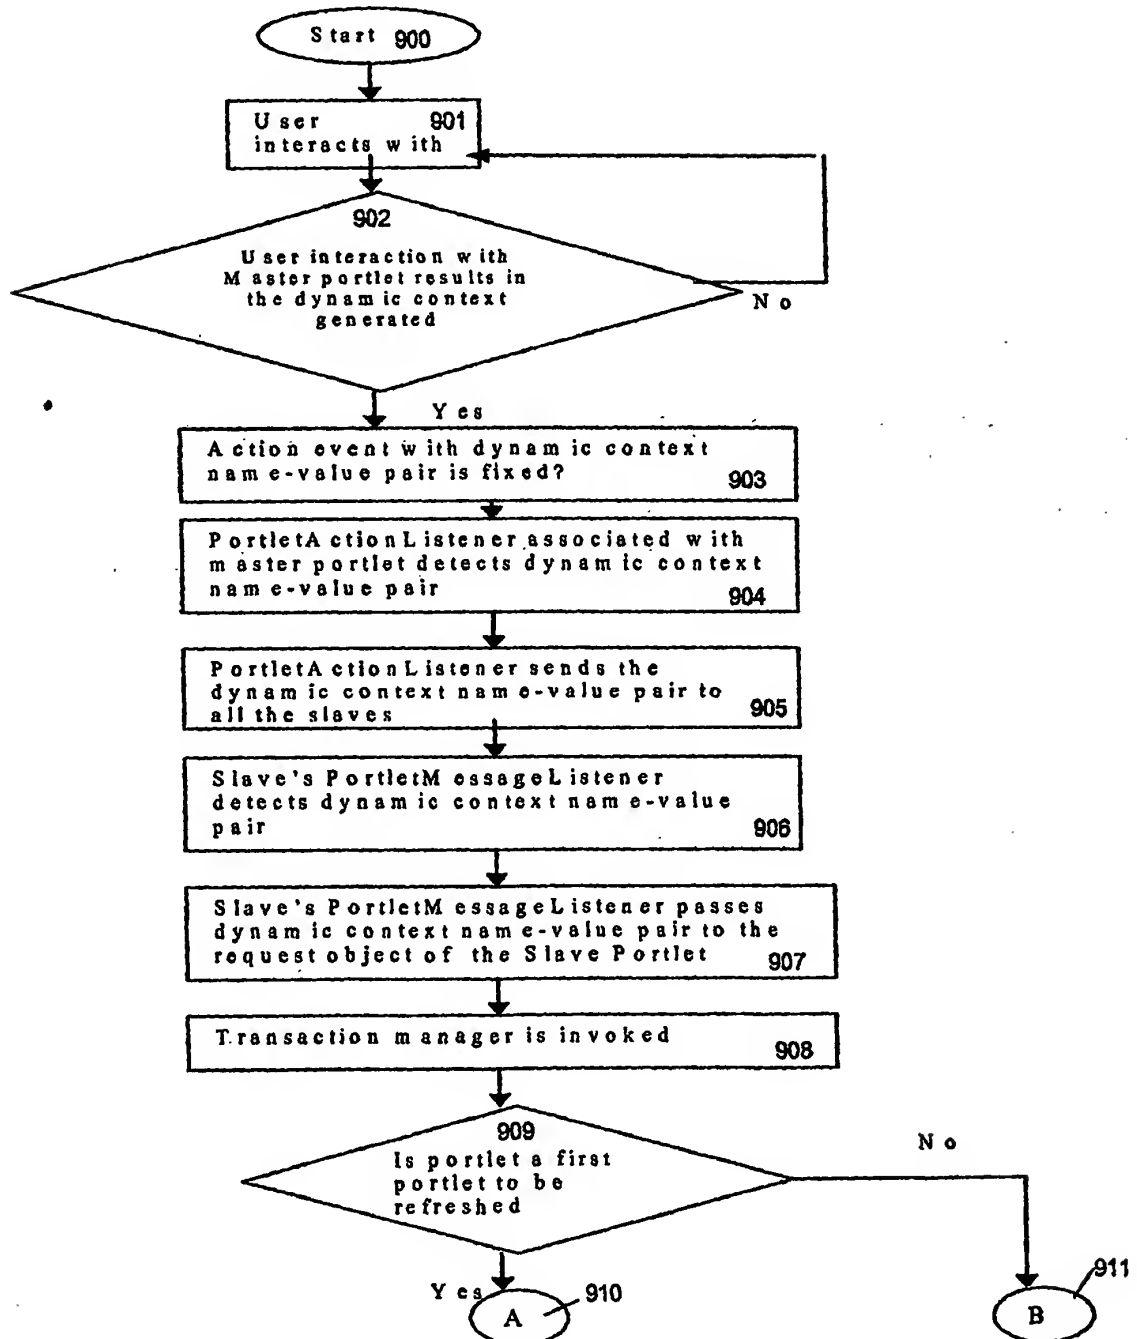 Start 900
User 901
interacts with
902
User interaction with
Master portlet results in
the dynamic context
generated
No
Yes
Action event with dynamic context
name-value pair is fixed?
903
PortletActionListener associated with
master portlet detects dynamic context
name-value pair
904
PortletActionListener sends the
dynamic context name-value pair to
all the slaves
905
Slave's PortletMessageListener
detects dynamic context name-value
pair
906
Slave's PortletMessageListener passes
dynamic context name-value pair to the
request object of the Slave Portlet
907
Transaction manager is invoked
908
909
Is portlet a first
portlet to be
refreshed
No
Yes
A
910
B
911